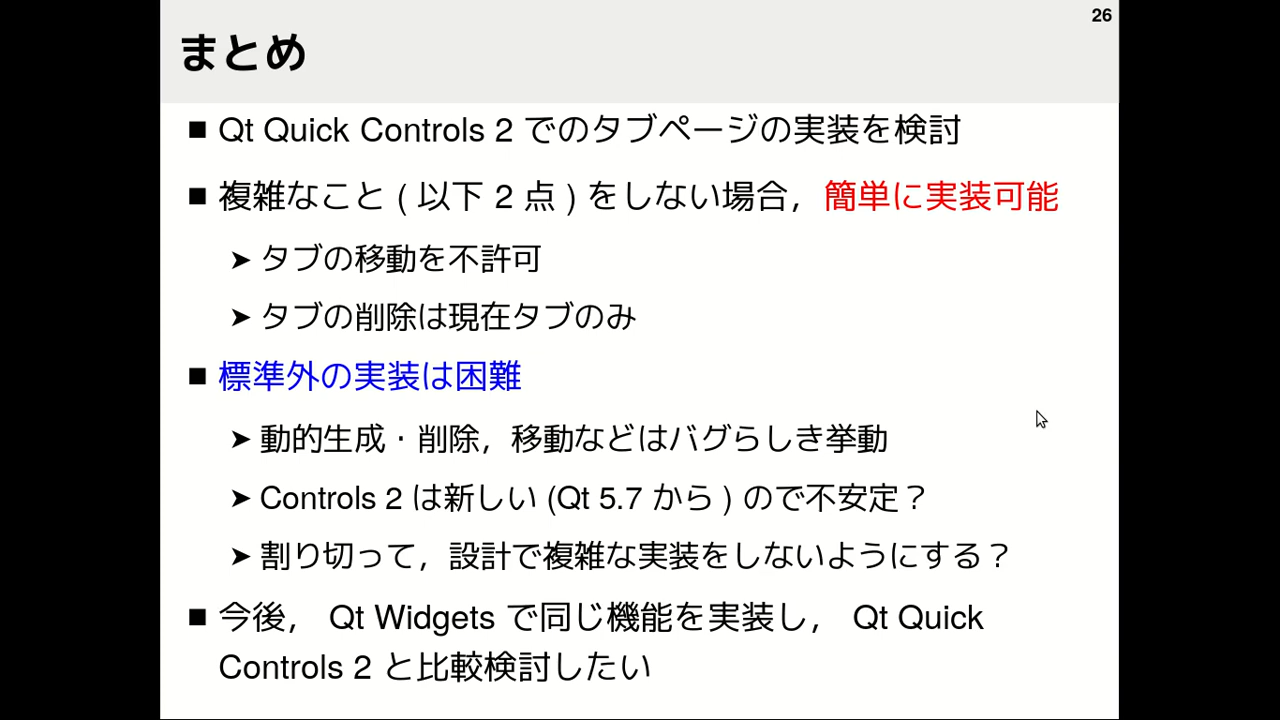 26
まとめ
■ Qt Quick Controls 2 でのタブページの実装を検討
■ 複雑なこと ( 以下 2 点 ) をしない場合，簡単に実装可能
➤ タブの移動を不許可
➤ タブの削除は現在タブのみ
■ 標準外の実装は困難
➤ 動的生成・削除，移動などはバグらしき挙動
➤ Controls 2 は新しい (Qt 5.7 から ) ので不安定？
➤ 割り切って，設計で複雑な実装をしないようにする？
■ 今後， Qt Widgets で同じ機能を実装し， Qt Quick
Controls 2 と比較検討したい